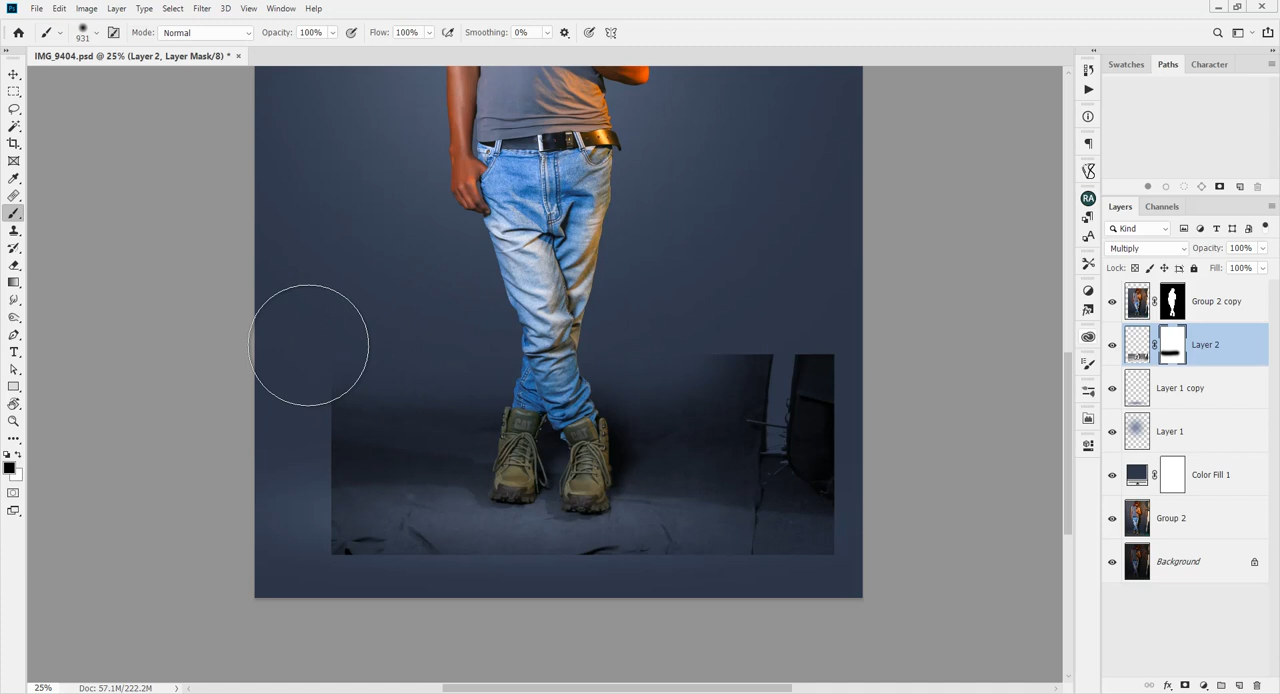 Ps File Edit Image Layer Type Select Filter 3D View Window Help
931 Mode: Normal Opacity: 100% Flow: 100% Smoothing: 0%
IMG_9404.psd @ 25% (Layer 2, Layer Mask/8) * ×
Swatches Paths Character
Layers Channels
Kind
Multiply Opacity: 100%
Lock: Fill: 100%
Group 2 copy
Layer 2
Layer 1 copy
Layer 1
Color Fill 1
Group 2
Background
RA
CAT
25% Doc: 57.1M/222.2M